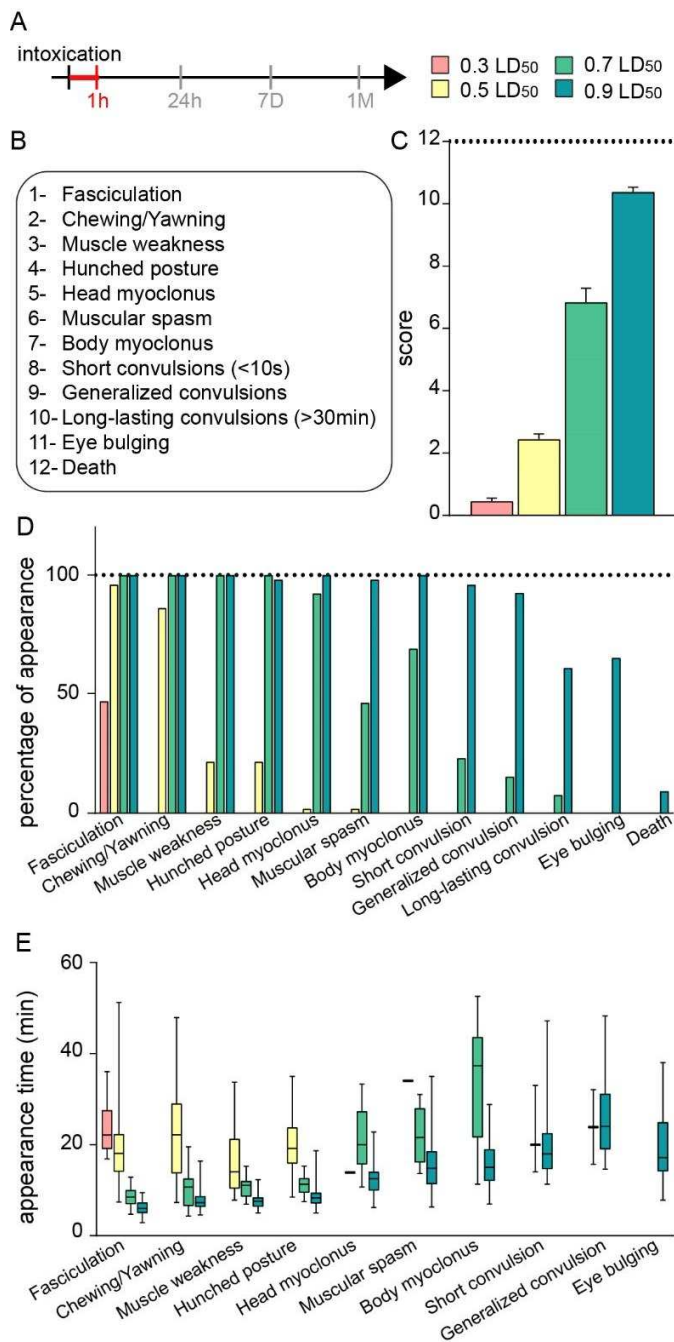 A
intoxication
1h 24h 7D 1M
0.3 LD50 0.7 LD50
0.5 LD50 0.9 LD50
B
1- Fasciculation
2- Chewing/Yawning
3- Muscle weakness
4- Hunched posture
5- Head myoclonus
6- Muscular spasm
7- Body myoclonus
8- Short convulsions (<10s)
9- Generalized convulsions
10- Long-lasting convulsions (>30min)
11- Eye bulging
12- Death
C
12
10
8
6
4
2
0
score
D
percentage of appearance
100
50
0
Fasciculation
Chewing/Yawning
Muscle weakness
Hunched posture
Head myoclonus
Muscular spasm
Body myoclonus
Short convulsion
Generalized convulsion
Long-lasting convulsion
Eye bulging
Death
E
appearance time (min)
60
40
20
0
Fasciculation
Chewing/Yawning
Muscle weakness
Hunched posture
Head myoclonus
Muscular spasm
Body myoclonus
Short convulsion
Generalized convulsion
Eye bulging